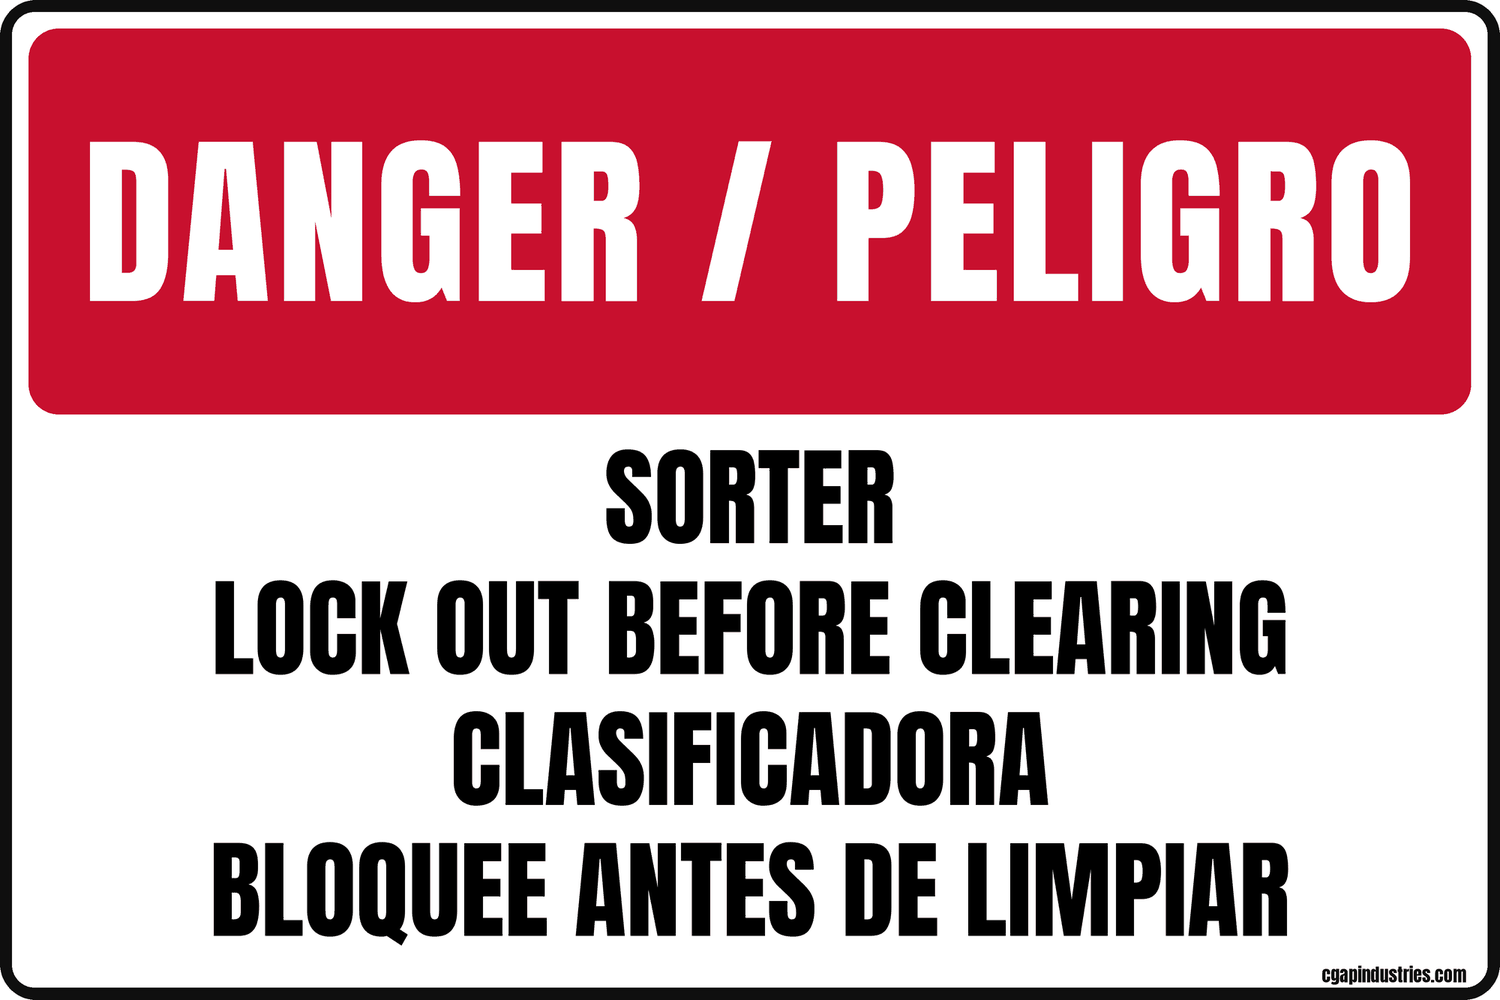 DANGER / PELIGRO
SORTER
LOCK OUT BEFORE CLEARING
CLASIFICADORA
BLOQUEE ANTES DE LIMPIAR
cgapindustries.com